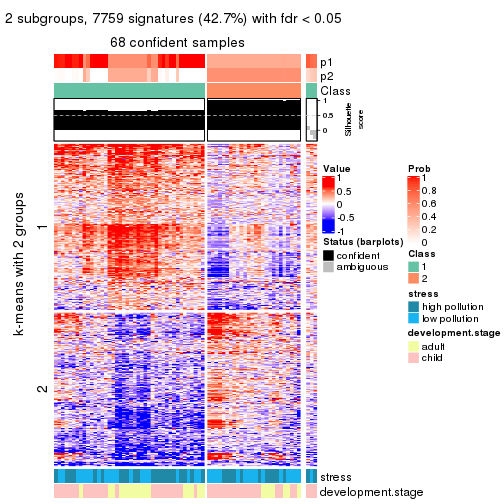 2 subgroups, 7759 signatures (42.7%) with fdr < 0.05
68 confident samples
p1
p2
Class
1
0.5
0
Silhouette
score
k-means with 2 groups
1
2
Value
1
0.5
0
-0.5
-1
Status (barplots)
confident
ambiguous
Prob
1
0.8
0.6
0.4
0.2
0
Class
1
2
stress
high pollution
low pollution
development.stage
adult
child
stress
development.stage